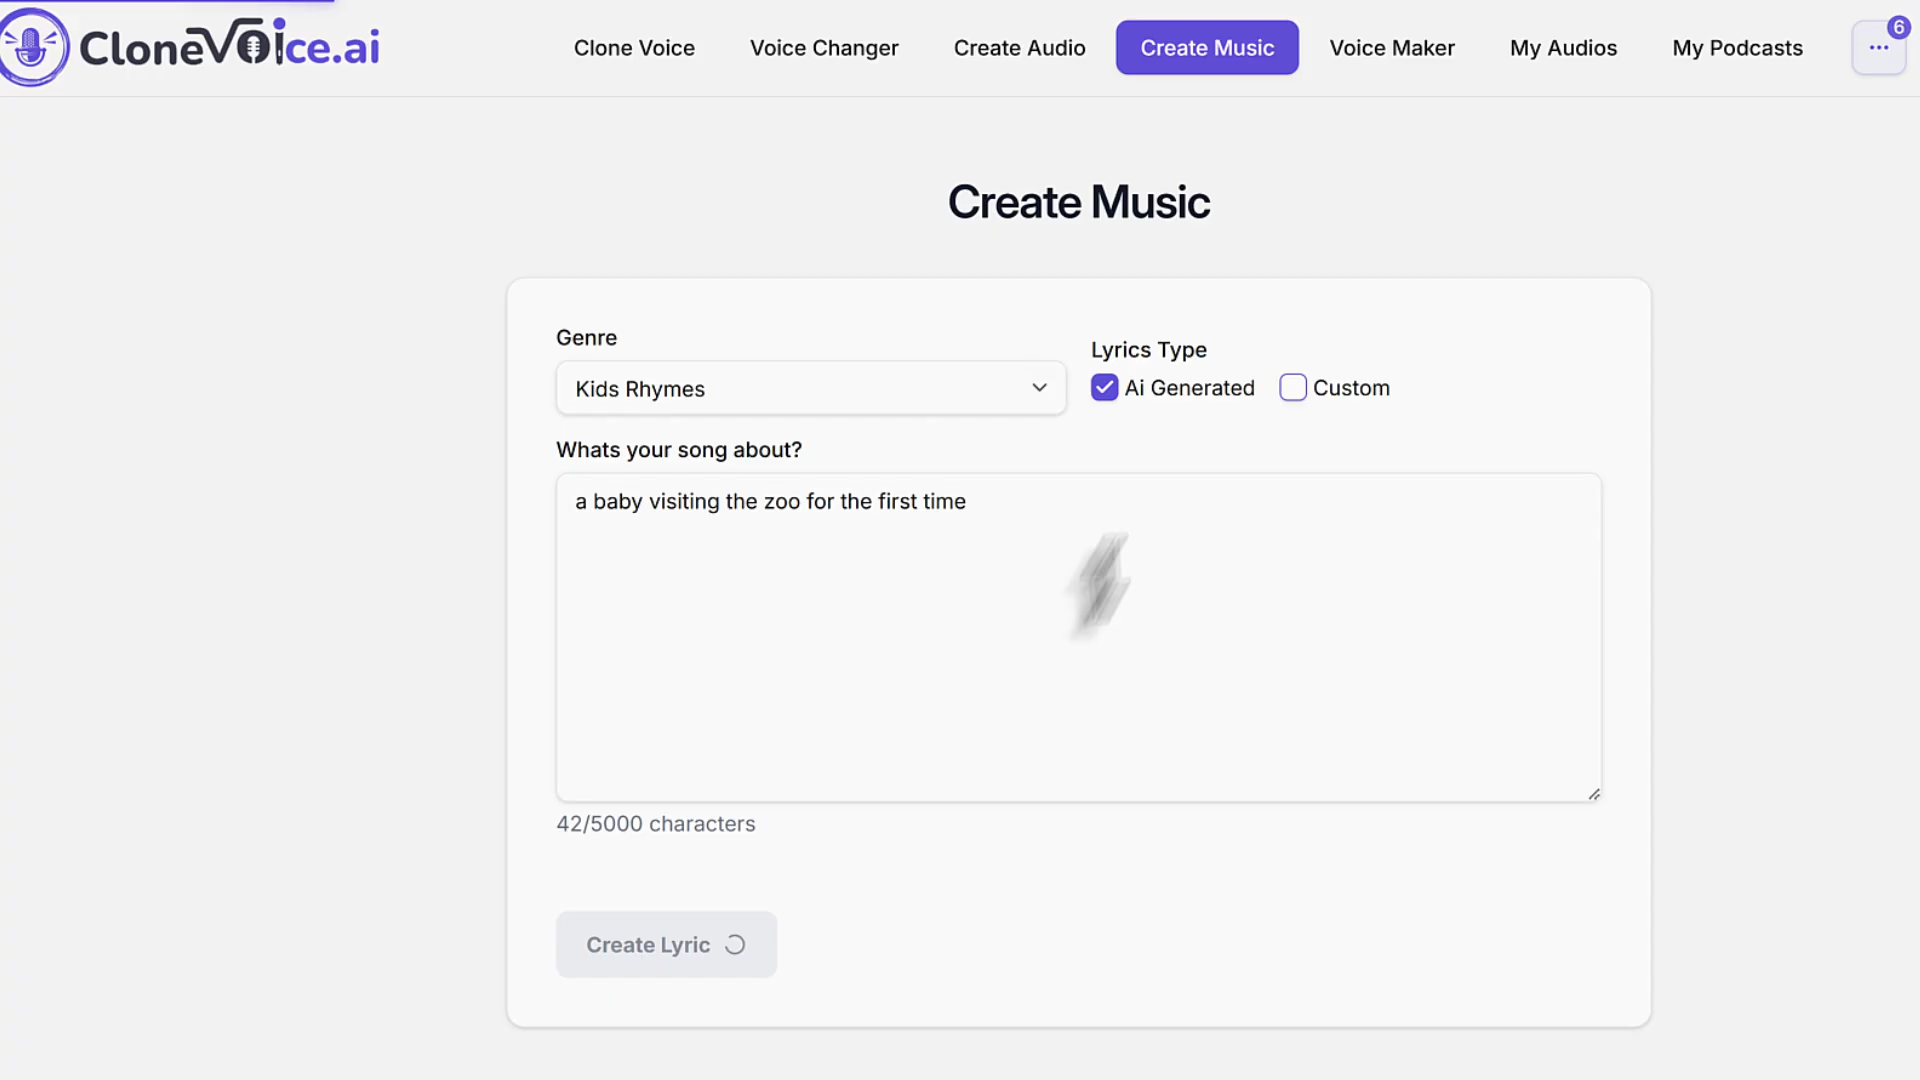 CloneVoice.ai
Clone Voice
Voice Changer
Create Audio
Create Music
Voice Maker
My Audios
My Podcasts
... 6
Create Music
Genre
Kids Rhymes
Lyrics Type
Ai Generated
Custom
Whats your song about?
a baby visiting the zoo for the first time
42/5000 characters
Create Lyric